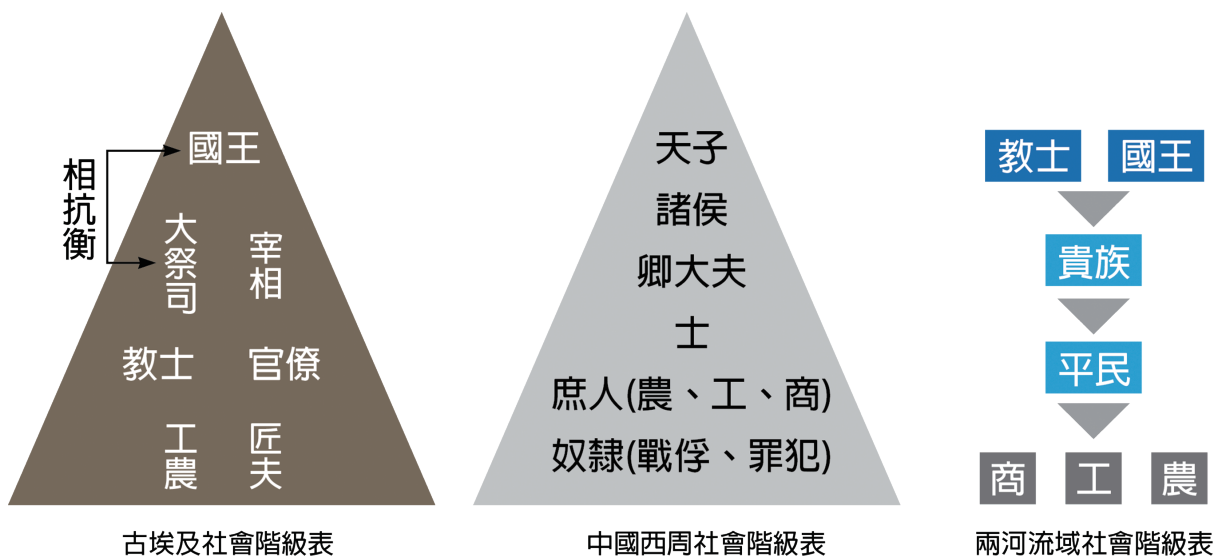 相抗衡
國王
大祭司
宰相
教士 官僚
工農
匠夫
古埃及社會階級表
天子
諸侯
卿大夫
士
庶人(農、工、商)
奴隸(戰俘、罪犯)
中國西周社會階級表
教士 國王
貴族
平民
商 工 農
兩河流域社會階級表